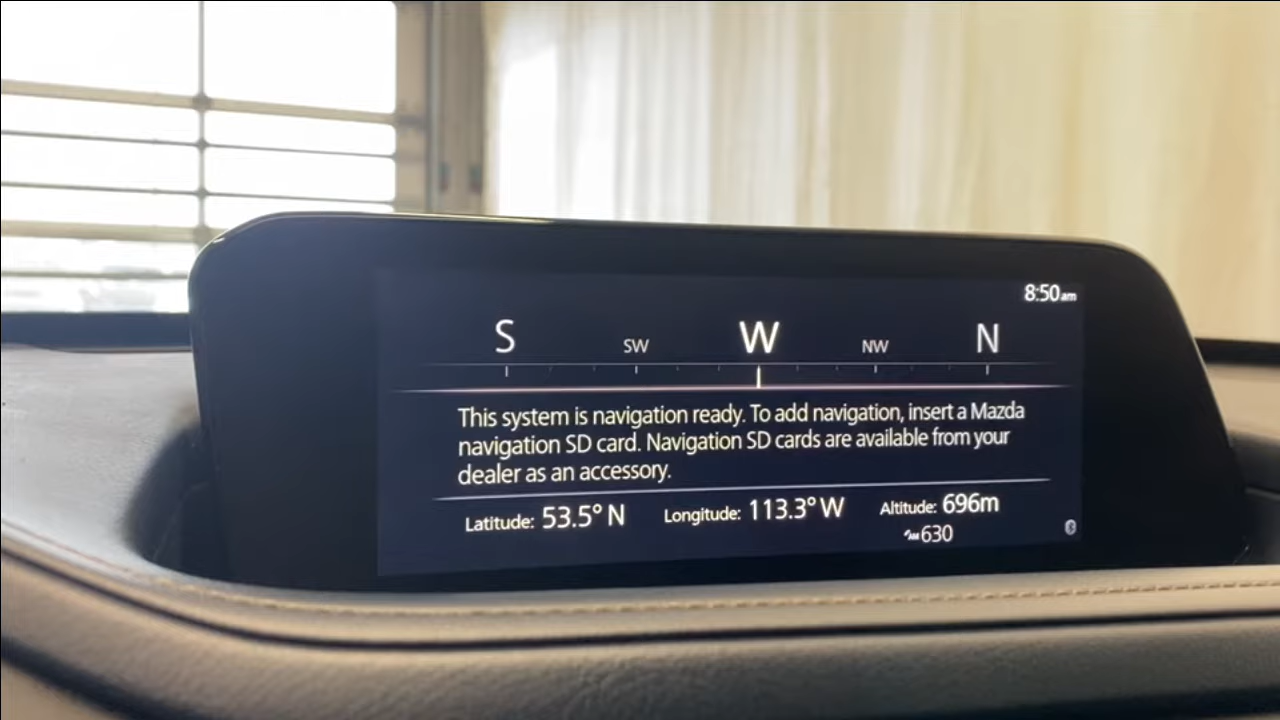 8:50am
S SW W NW N
This system is navigation ready. To add navigation, insert a Mazda
navigation SD card. Navigation SD cards are available from your
dealer as an accessory.
Latitude: 53.5° N Longitude: 113.3° W Altitude: 696m
AM 630